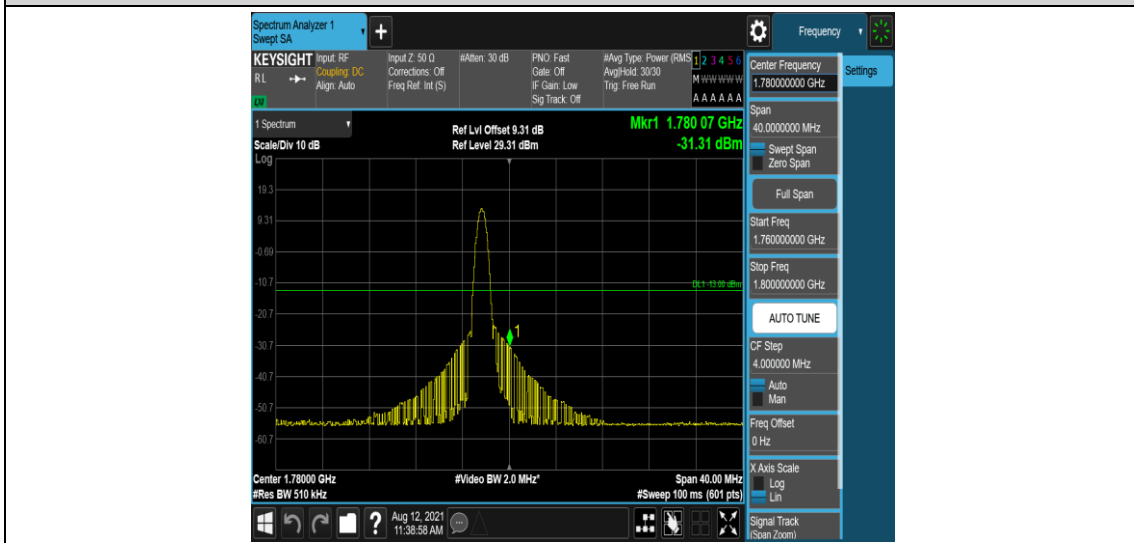 Spectrum Analyzer 1
Swept SA
+
Frequency
KEYSIGHT
RL
LXI
Input: RF
Coupling: DC
Align: Auto
Input Z: 50 Ω
Corrections: Off
Freq Ref: Int (S)
#Atten: 30 dB
PNO: Fast
Gate: Off
IF Gain: Low
Sig Track: Off
#Avg Type: Power (RMS
Avg|Hold: 30/30
Trig: Free Run
1 2 3 4 5 6
M W W W W W
A A A A A A
1 Spectrum
Scale/Div 10 dB
Log
Ref Lvl Offset 9.31 dB
Ref Level 29.31 dBm
Mkr1 1.780 07 GHz
-31.31 dBm
19.3
9.31
-0.69
-10.7
DL1 -13.00 dBm
-20.7
1
-30.7
-40.7
-50.7
-60.7
Center 1.78000 GHz
#Res BW 510 kHz
#Video BW 2.0 MHz*
Span 40.00 MHz
#Sweep 100 ms (601 pts)
Center Frequency
1.780000000 GHz
Settings
Span
40.0000000 MHz
Swept Span
Zero Span
Full Span
Start Freq
1.760000000 GHz
Stop Freq
1.800000000 GHz
AUTO TUNE
CF Step
4.000000 MHz
Auto
Man
Freq Offset
0 Hz
X Axis Scale
Log
Lin
Signal Track
(Span Zoom)
?
Aug 12, 2021
11:38:58 AM